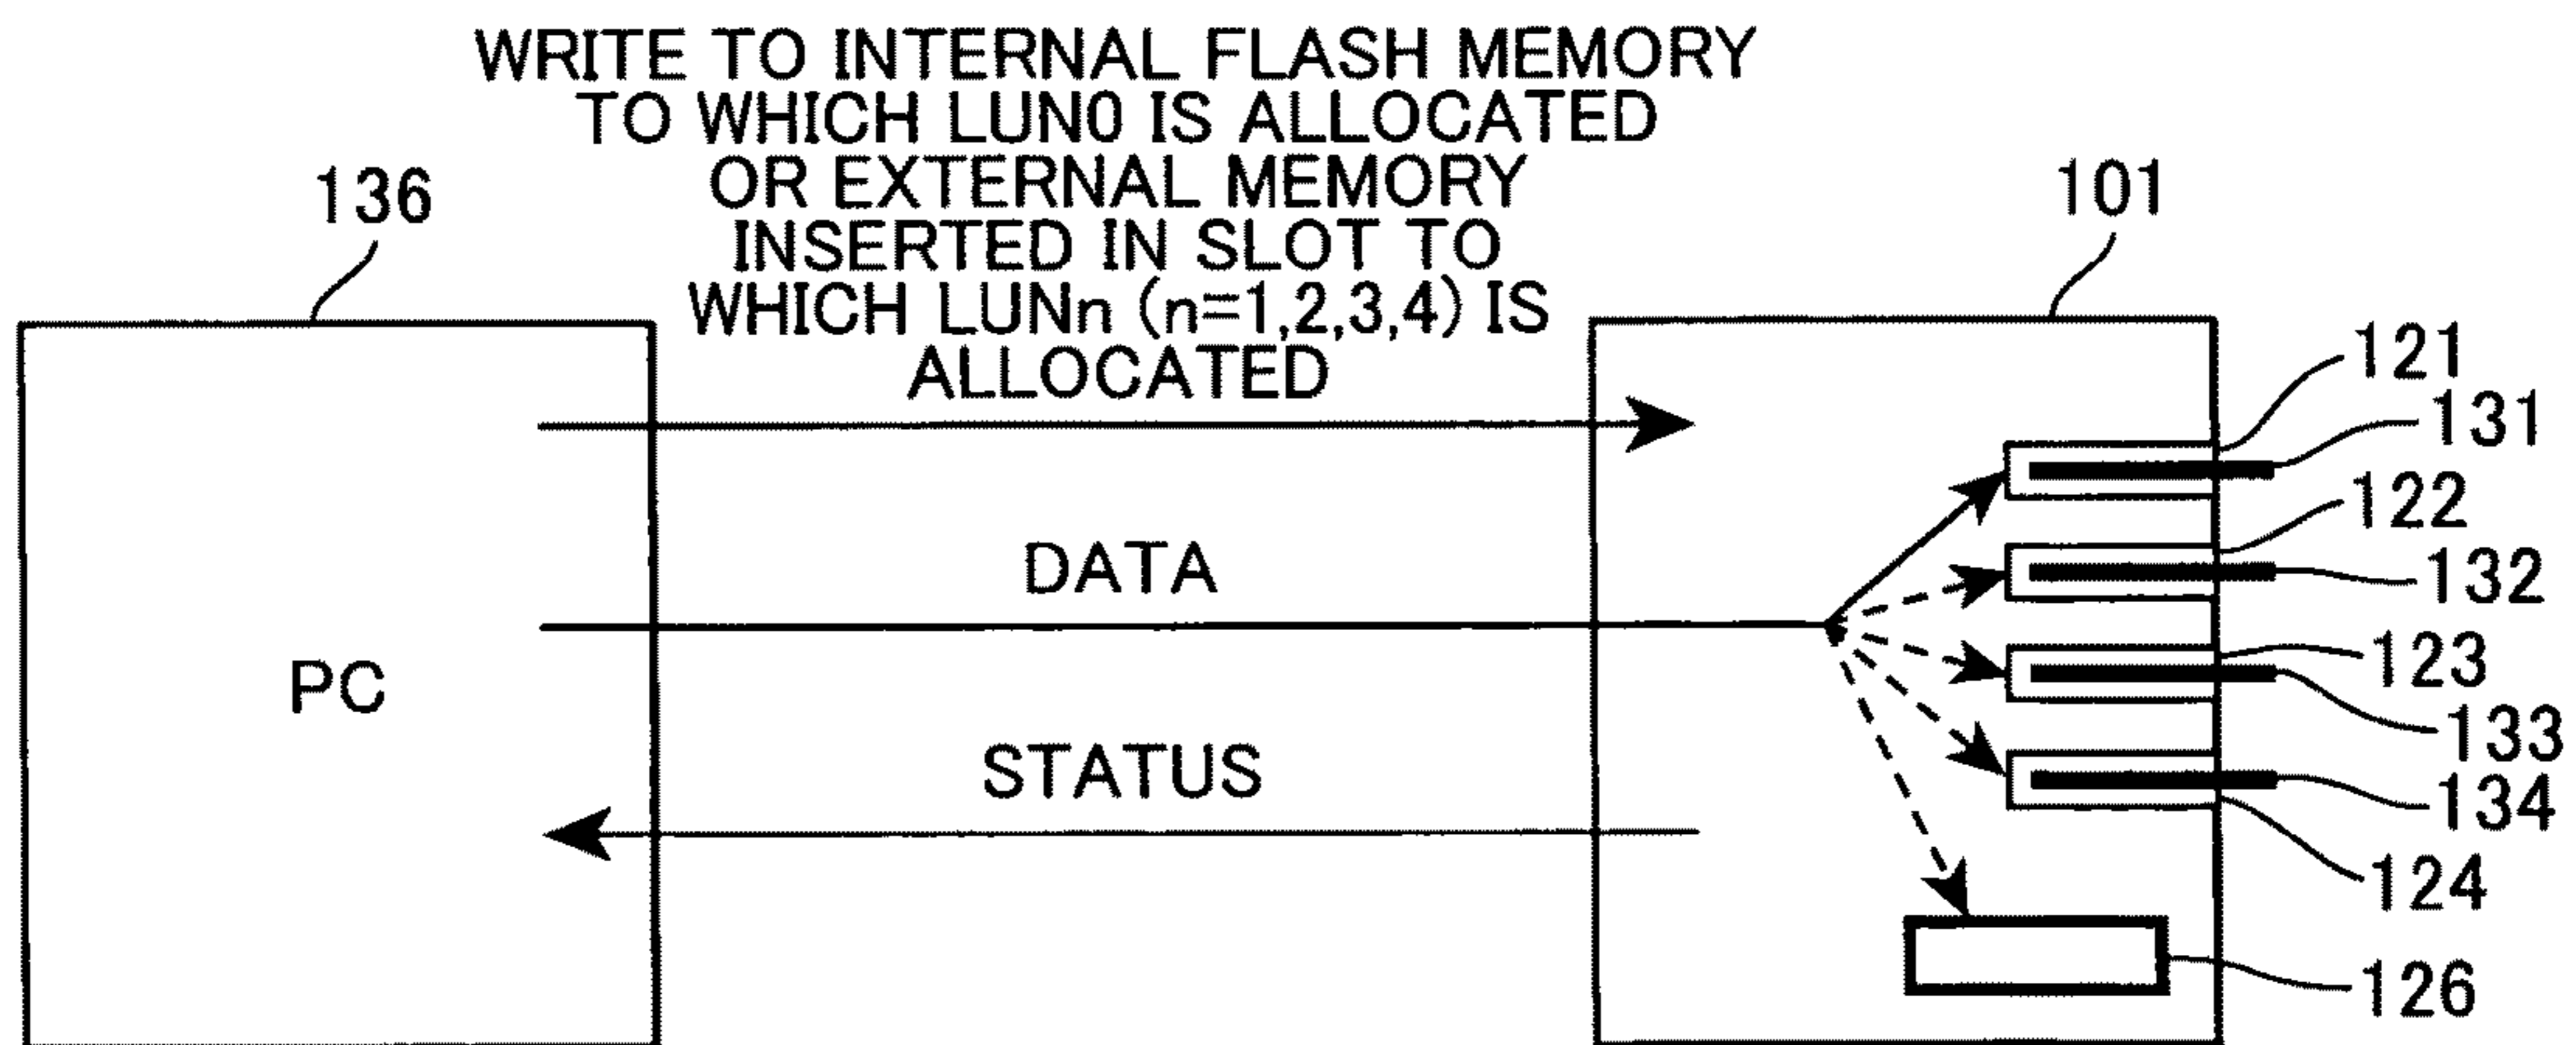 WRITE TO INTERNAL FLASH MEMORY
TO WHICH LUN0 IS ALLOCATED
OR EXTERNAL MEMORY
INSERTED IN SLOT TO
WHICH LUNn (n=1,2,3,4) IS
ALLOCATED
136
101
121
131
122
132
DATA
123
PC
133
STATUS
134
124
126